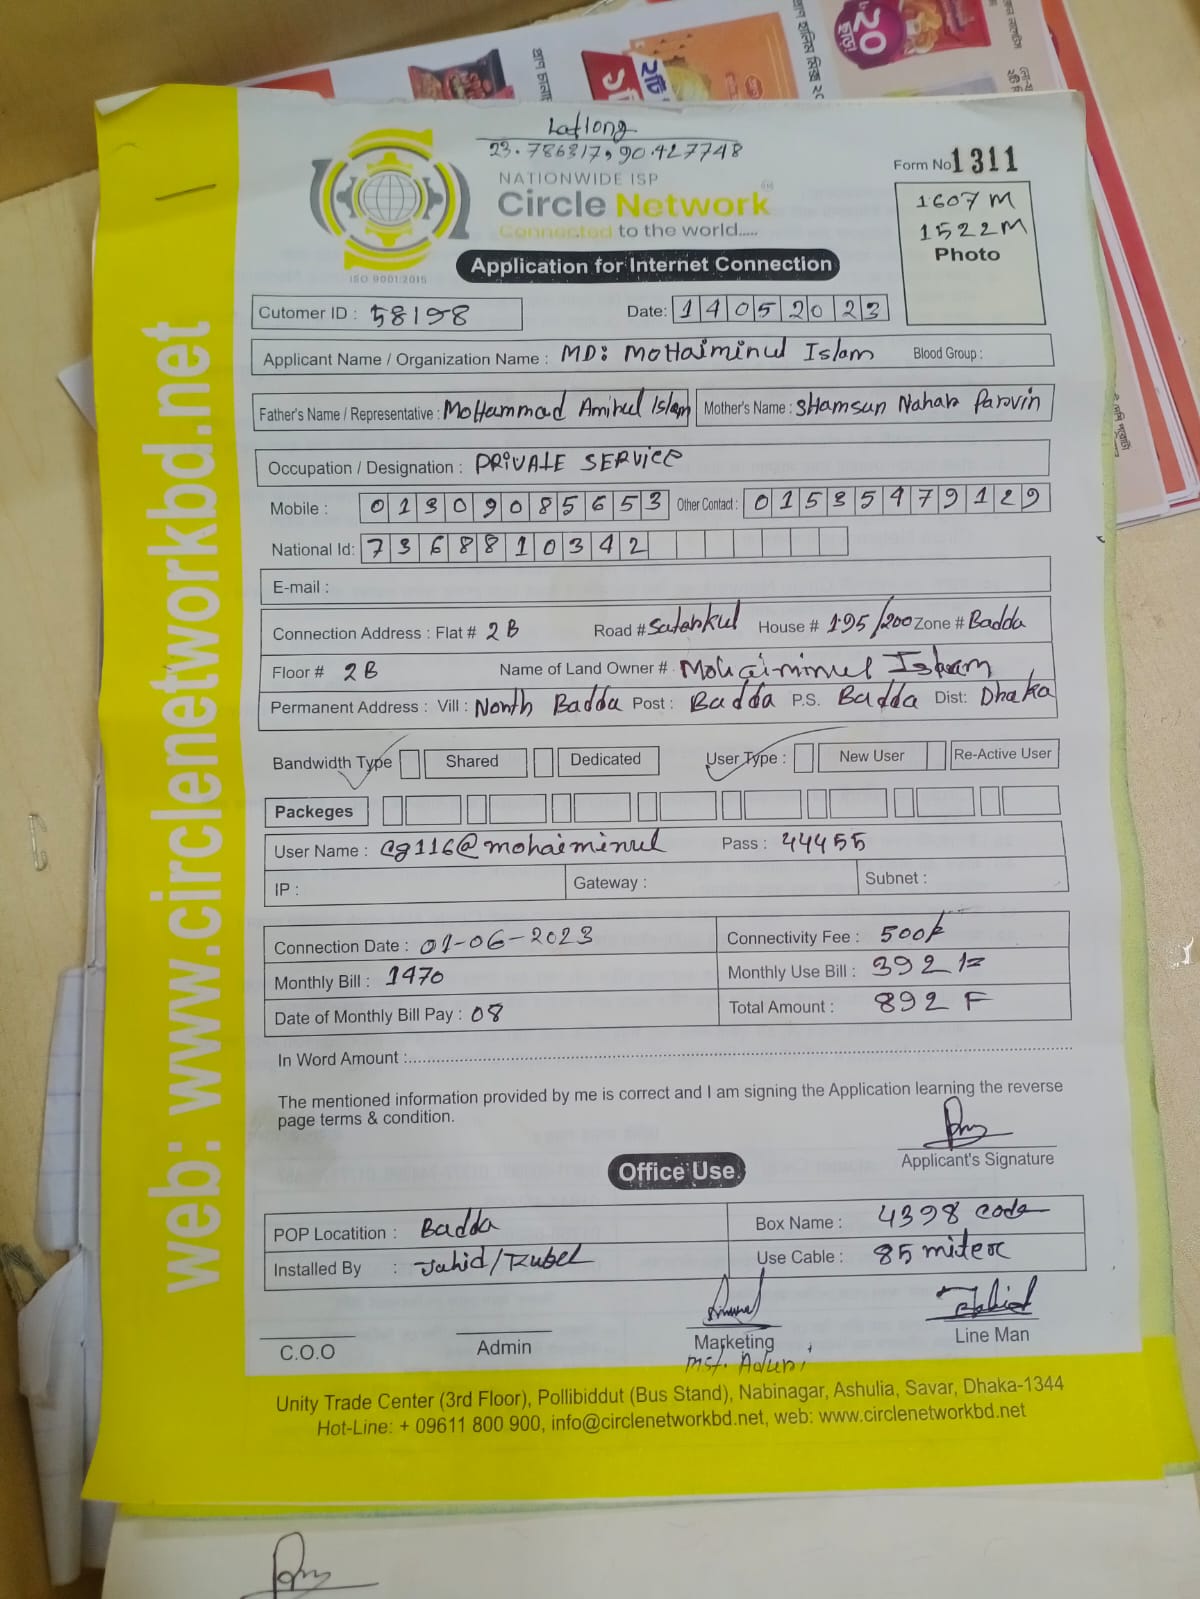 Latlong
23.786317, 90.427748
NATIONWIDE ISP
Circle Network
Connected to the world.....
ISO 9001:2015
Application for Internet Connection
Form No 1311
1607 M
1522 M
Photo
Cutomer ID : 58198
Date: 14052023
Applicant Name / Organization Name : MD: MoHaiminul Islam Blood Group :
Father's Name / Representative : MoHammad Amirul Islam Mother's Name : SHamsun Nahar Parvin
Occupation / Designation : PRIVATE SERVICE
Mobile : 01309085653 Other Contact : 01535479129
National Id: 7368810342
E-mail :
Connection Address : Flat # 2B Road # Satarkul House # 195/200 Zone # Badda
Floor # 2B Name of Land Owner # Mohaiminul Islam
Permanent Address : Vill : North Badda Post : Badda P.S. Badda Dist: Dhaka
Bandwidth Type Shared Dedicated User Type : New User Re-Active User
Packeges
User Name : cg116@mohaiminul Pass : 44455
IP : Gateway : Subnet :
Connection Date : 01-06-2023 Connectivity Fee : 500/-
Monthly Bill : 1470 Monthly Use Bill : 392
Date of Monthly Bill Pay : 08 Total Amount : 892
In Word Amount :
The mentioned information provided by me is correct and I am signing the Application learning the reverse
page terms & condition.
Applicant's Signature
Office Use
POP Locatition : Badda Box Name : 4398 code
Installed By : Jahid/Rubel Use Cable : 85 miter
C.O.O Admin Marketing Line Man
Unity Trade Center (3rd Floor), Pollibiddut (Bus Stand), Nabinagar, Ashulia, Savar, Dhaka-1344
Hot-Line: + 09611 800 900, info@circlenetworkbd.net, web: www.circlenetworkbd.net
web: www.circlenetworkbd.net